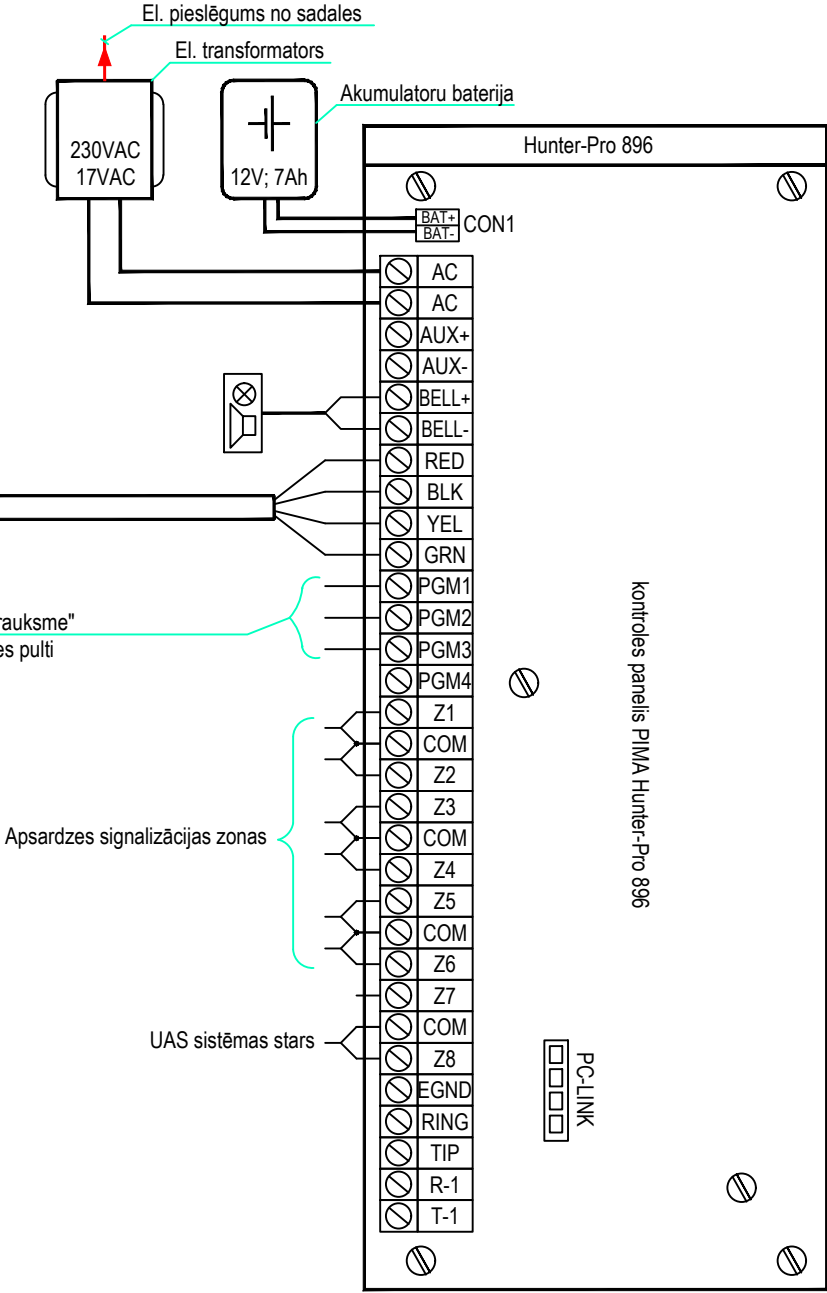 El. pieslēgums no sadales
El. transformators
Akumulatoru baterija
230VAC
17VAC
12V; 7Ah
Hunter-Pro 896
BAT+
BAT-
CON1
AC
AC
AUX+
AUX-
BELL+
BELL-
RED
BLK
YEL
GRN
PGM1
PGM2
PGM3
PGM4
rauksme"
es pulti
Z1
COM
Z2
Z3
COM
Z4
Z5
COM
Z6
Z7
COM
Z8
EGND
RING
TIP
R-1
T-1
Apsardzes signalizācijas zonas
UAS sistēmas stars
kontroles panelis PIMA Hunter-Pro 896
PC-LINK